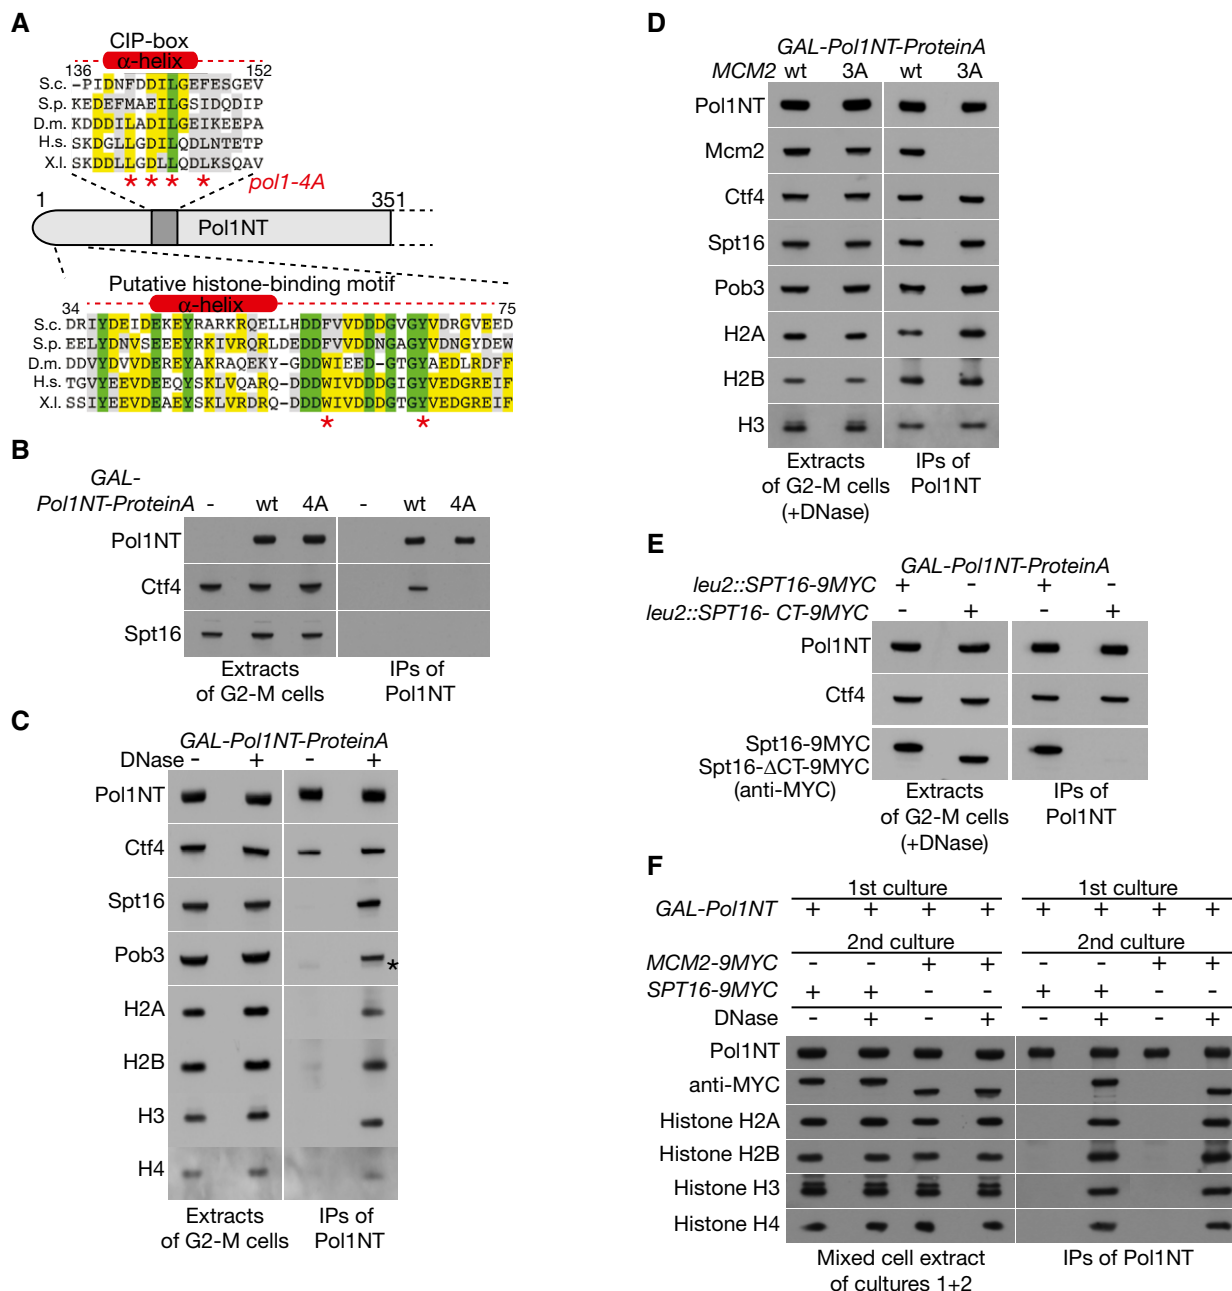 A
CIP-box
α-helix
136 152
S.c. -PIDNFDDILGEFESGEV
S.p. KEDEFMAEILGSIDQDIP
D.m. KDDDILADILGEIKEEPA
H.s. SKDGLLGDILQDLNTETP
X.l. SKDDLLGDLLQDLKSQAV
* * * * pol1-4A
1 351
Pol1NT
Putative histone-binding motif
34 α-helix 75
S.c. DRIYDEIDEKEYRARKRQELLHDDFVVDDDGVGYVDRGVEED
S.p. EELYDNVSEEEYRKIVRQRLDEDDFVVDDNGAGYVDNGYDEW
D.m. DDVYDVVDEREYAKRAQEKY-GDDWIEED-GTGYAEDLRDFF
H.s. TGVYEEVDEEQYSKLVQARQ-DDDWIVDDDGIGYVEDGREIF
X.l. SSIYEEVDEAEYSKLVRDRQ-DDDWIVDDDGTGYVEDGREIF
* *
B
GAL-
Pol1NT-ProteinA - wt 4A - wt 4A
Pol1NT
Ctf4
Spt16
Extracts
of G2-M cells
IPs of
Pol1NT
C
GAL-Pol1NT-ProteinA
DNase - + - +
Pol1NT
Ctf4
Spt16
Pob3 *
H2A
H2B
H3
H4
Extracts
of G2-M cells
IPs of
Pol1NT
D
GAL-Pol1NT-ProteinA
MCM2 wt 3A wt 3A
Pol1NT
Mcm2
Ctf4
Spt16
Pob3
H2A
H2B
H3
Extracts
of G2-M cells
(+DNase)
IPs of
Pol1NT
E
GAL-Pol1NT-ProteinA
leu2::SPT16-9MYC + - + -
leu2::SPT16- CT-9MYC - + - +
Pol1NT
Ctf4
Spt16-9MYC
Spt16-ΔCT-9MYC
(anti-MYC)
Extracts
of G2-M cells
(+DNase)
IPs of
Pol1NT
F
1st culture 1st culture
GAL-Pol1NT + + + + + + + +
2nd culture 2nd culture
MCM2-9MYC - - + + - - + +
SPT16-9MYC + + - - + + - -
DNase - + - + - + - +
Pol1NT
anti-MYC
Histone H2A
Histone H2B
Histone H3
Histone H4
Mixed cell extract
of cultures 1+2
IPs of Pol1NT